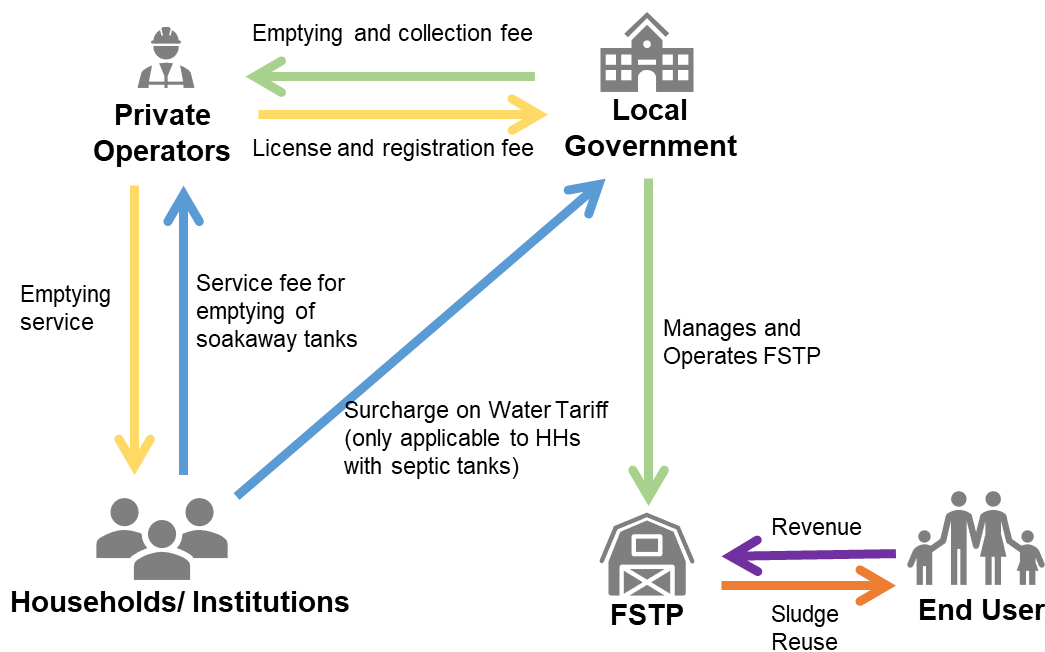 Emptying and collection fee
Private
Operators
Local
Government
License and registration fee
Emptying
service
Service fee for
emptying of
soakaway tanks
Manages and
Operates FSTP
Surcharge on Water Tariff
(only applicable to HHs
with septic tanks)
Households/ Institutions
FSTP
Revenue
Sludge
Reuse
End User